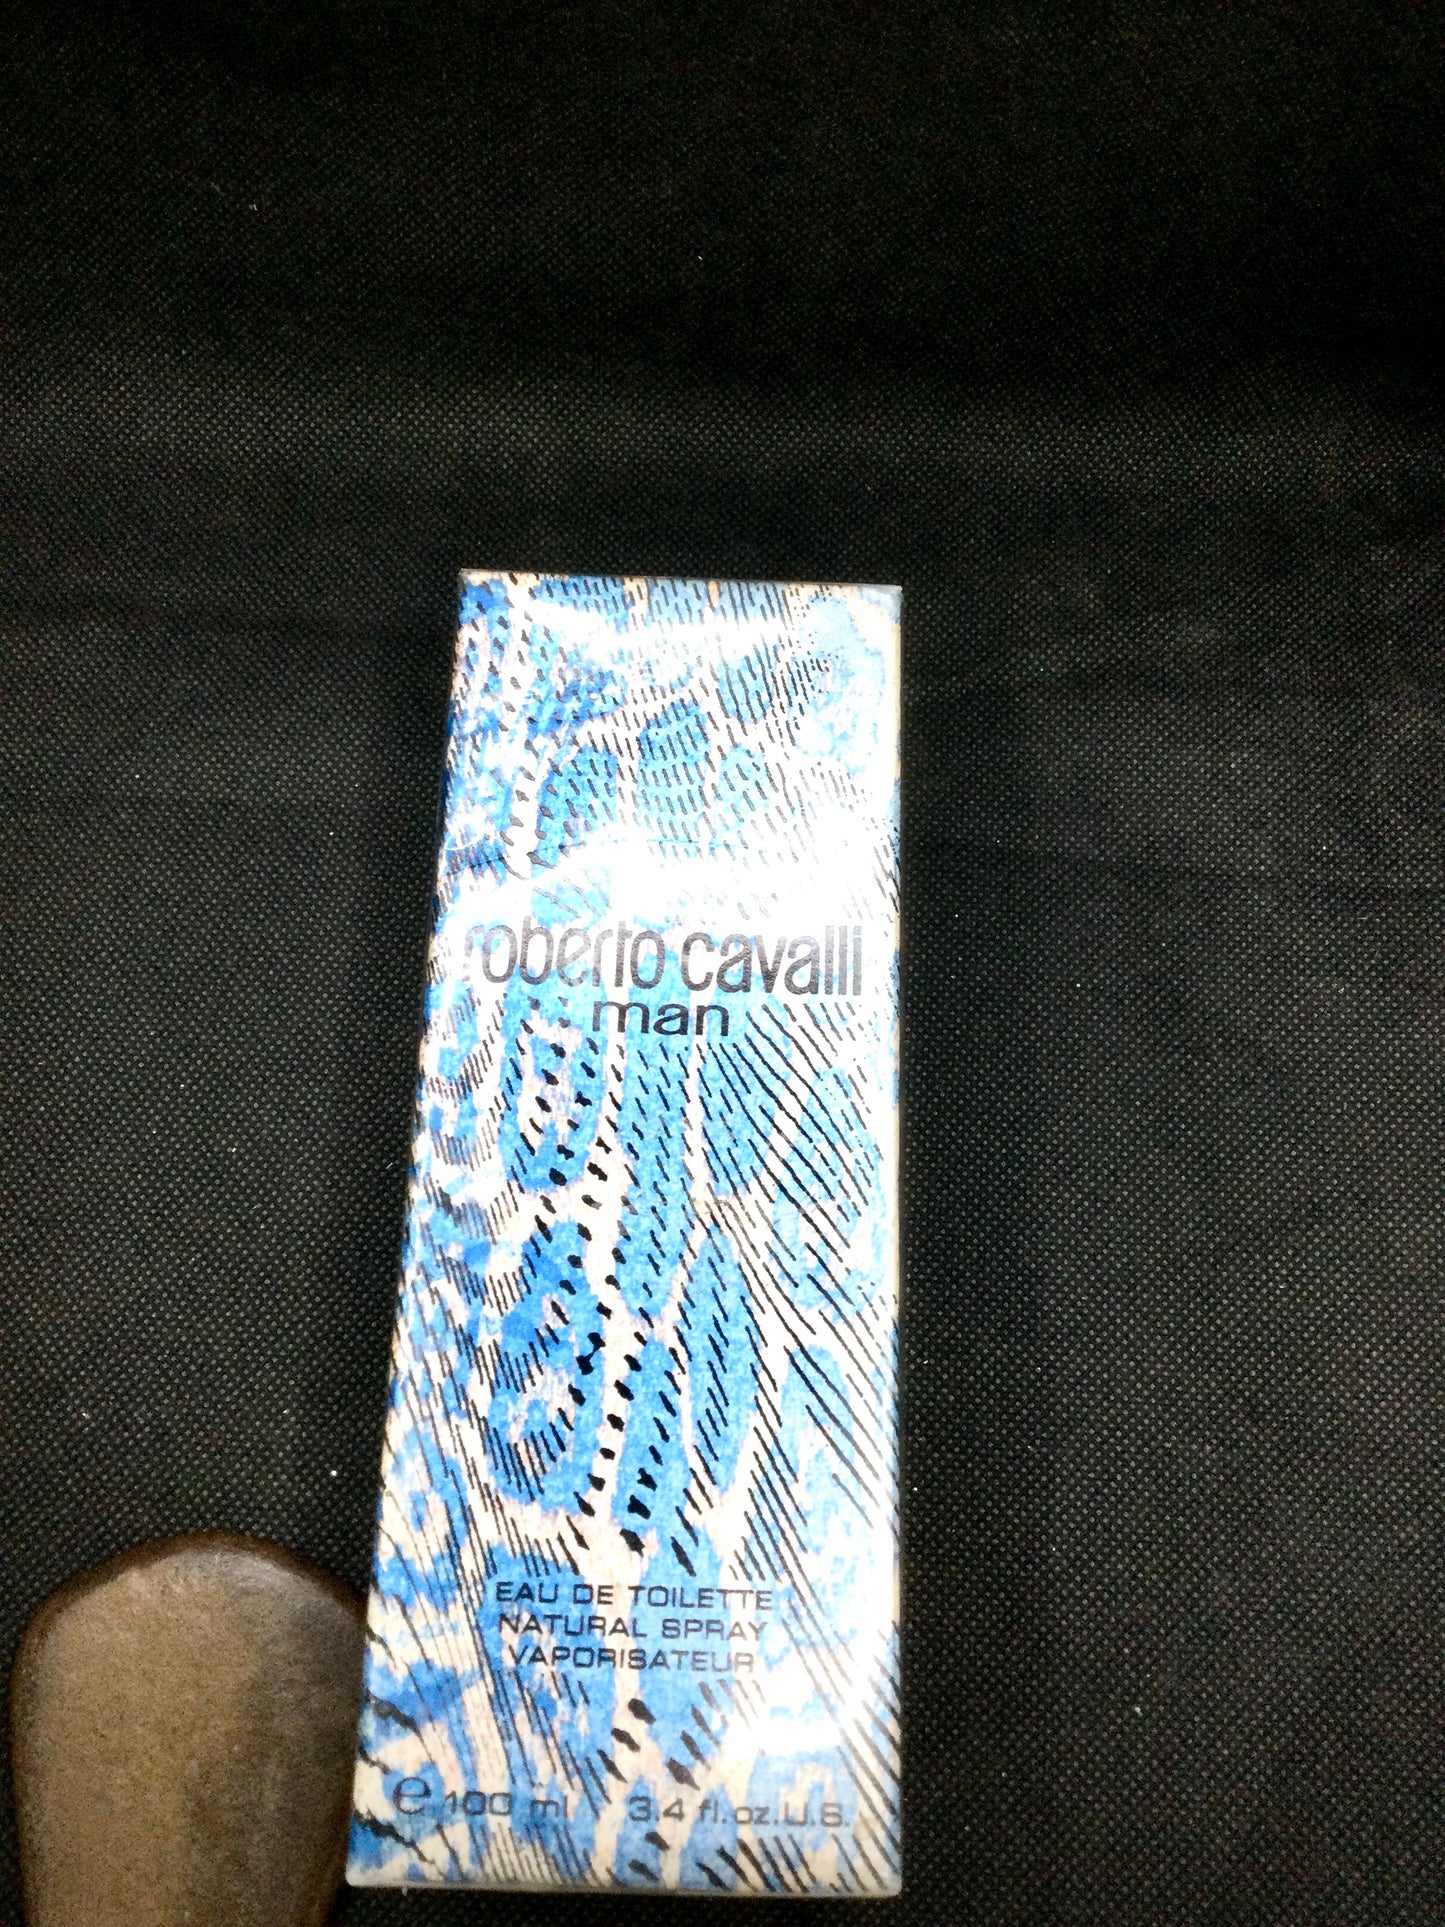 roberto cavalli
man
EAU DE TOILETTE
NATURAL SPRAY
VAPORISATEUR
e 100 ml 3.4 fl.oz.U.S.